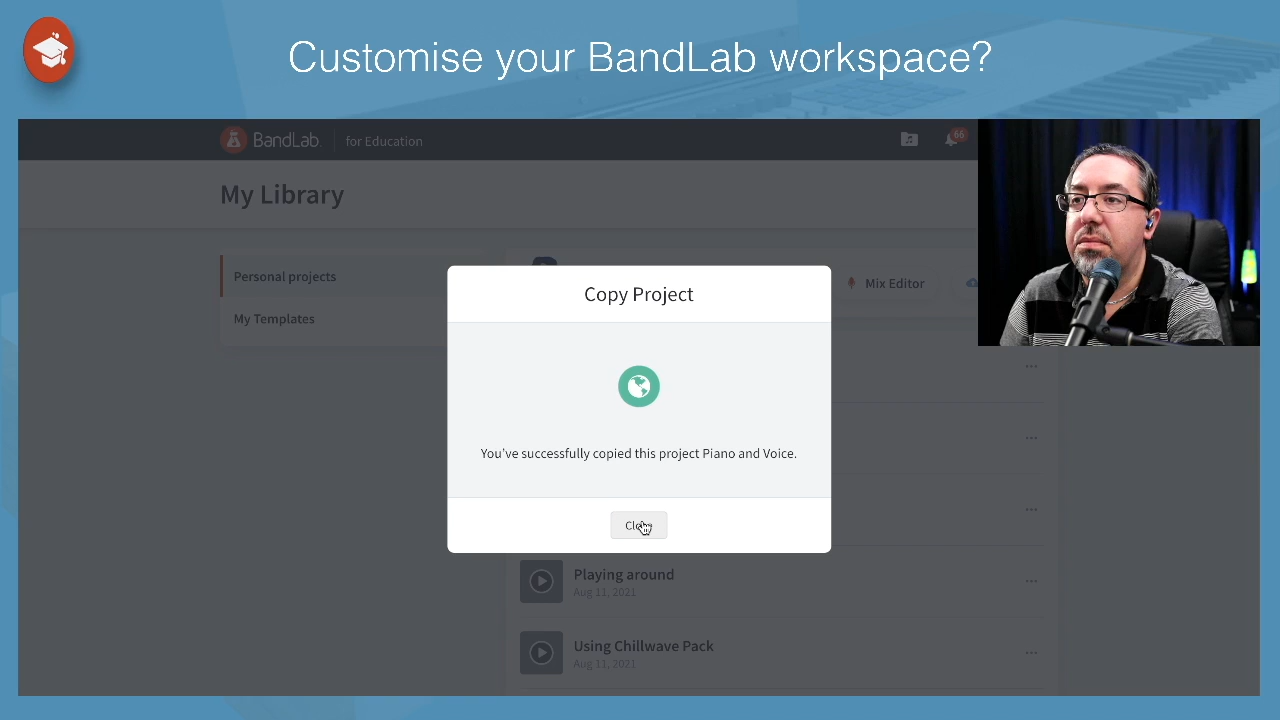 Customise your BandLab workspace?
BandLab for Education
66
My Library
Personal projects
My Templates
Mix Editor
Copy Project
You've successfully copied this project Piano and Voice.
Playing around
Aug 11, 2021
Using Chillwave Pack
Aug 11, 2021